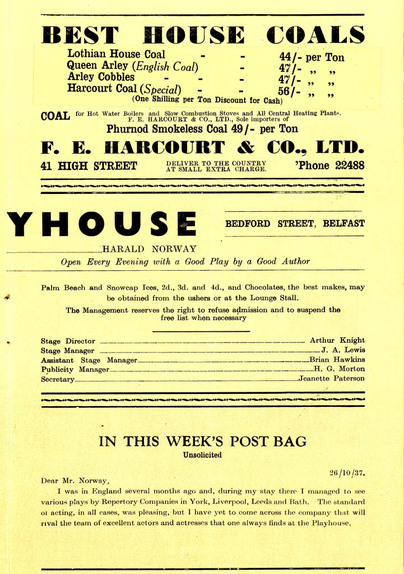 BEST HOUSE COALS
Lothian House Coal - - 44/- per Ton
Queen Arley (English Coal) - 47/- „ „
Arley Cobbles - - - 47/- „ „
Harcourt Coal (Special) - 56/- „ „
(One Shilling per Ton Discount for Cash)
COAL for Hot Water Boilers and Slow Combustion Stoves and All Central Heating Plants.
F. E. HARCOURT & CO., LTD., Sole importers of
Phurnod Smokeless Coal 49/- per Ton
F. E. HARCOURT & CO., LTD.
41 HIGH STREET DELIVER TO THE COUNTRY AT SMALL EXTRA CHARGE. 'Phone 22488
YHOUSE BEDFORD STREET, BELFAST
HARALD NORWAY
Open Every Evening with a Good Play by a Good Author
Palm Beach and Snowcap Ices, 2d., 3d. and 4d., and Chocolates, the best makes, may
be obtained from the ushers or at the Lounge Stall.
The Management reserves the right to refuse admission and to suspend the
free list when necessary
Stage Director Arthur Knight
Stage Manager J. A. Lewis
Assistant Stage Manager Brian Hawkins
Publicity Manager H. G. Morton
Secretary Jeanette Paterson
IN THIS WEEK'S POST BAG
Unsolicited
26/10/37.
Dear Mr. Norway,
I was in England several months ago and, during my stay there I managed to see
various plays by Repertory Companies in York, Liverpool, Leeds and Bath. The standard
of acting, in all cases, was pleasing, but I have yet to come across the company that will
rival the team of excellent actors and actresses that one always finds at the Playhouse.